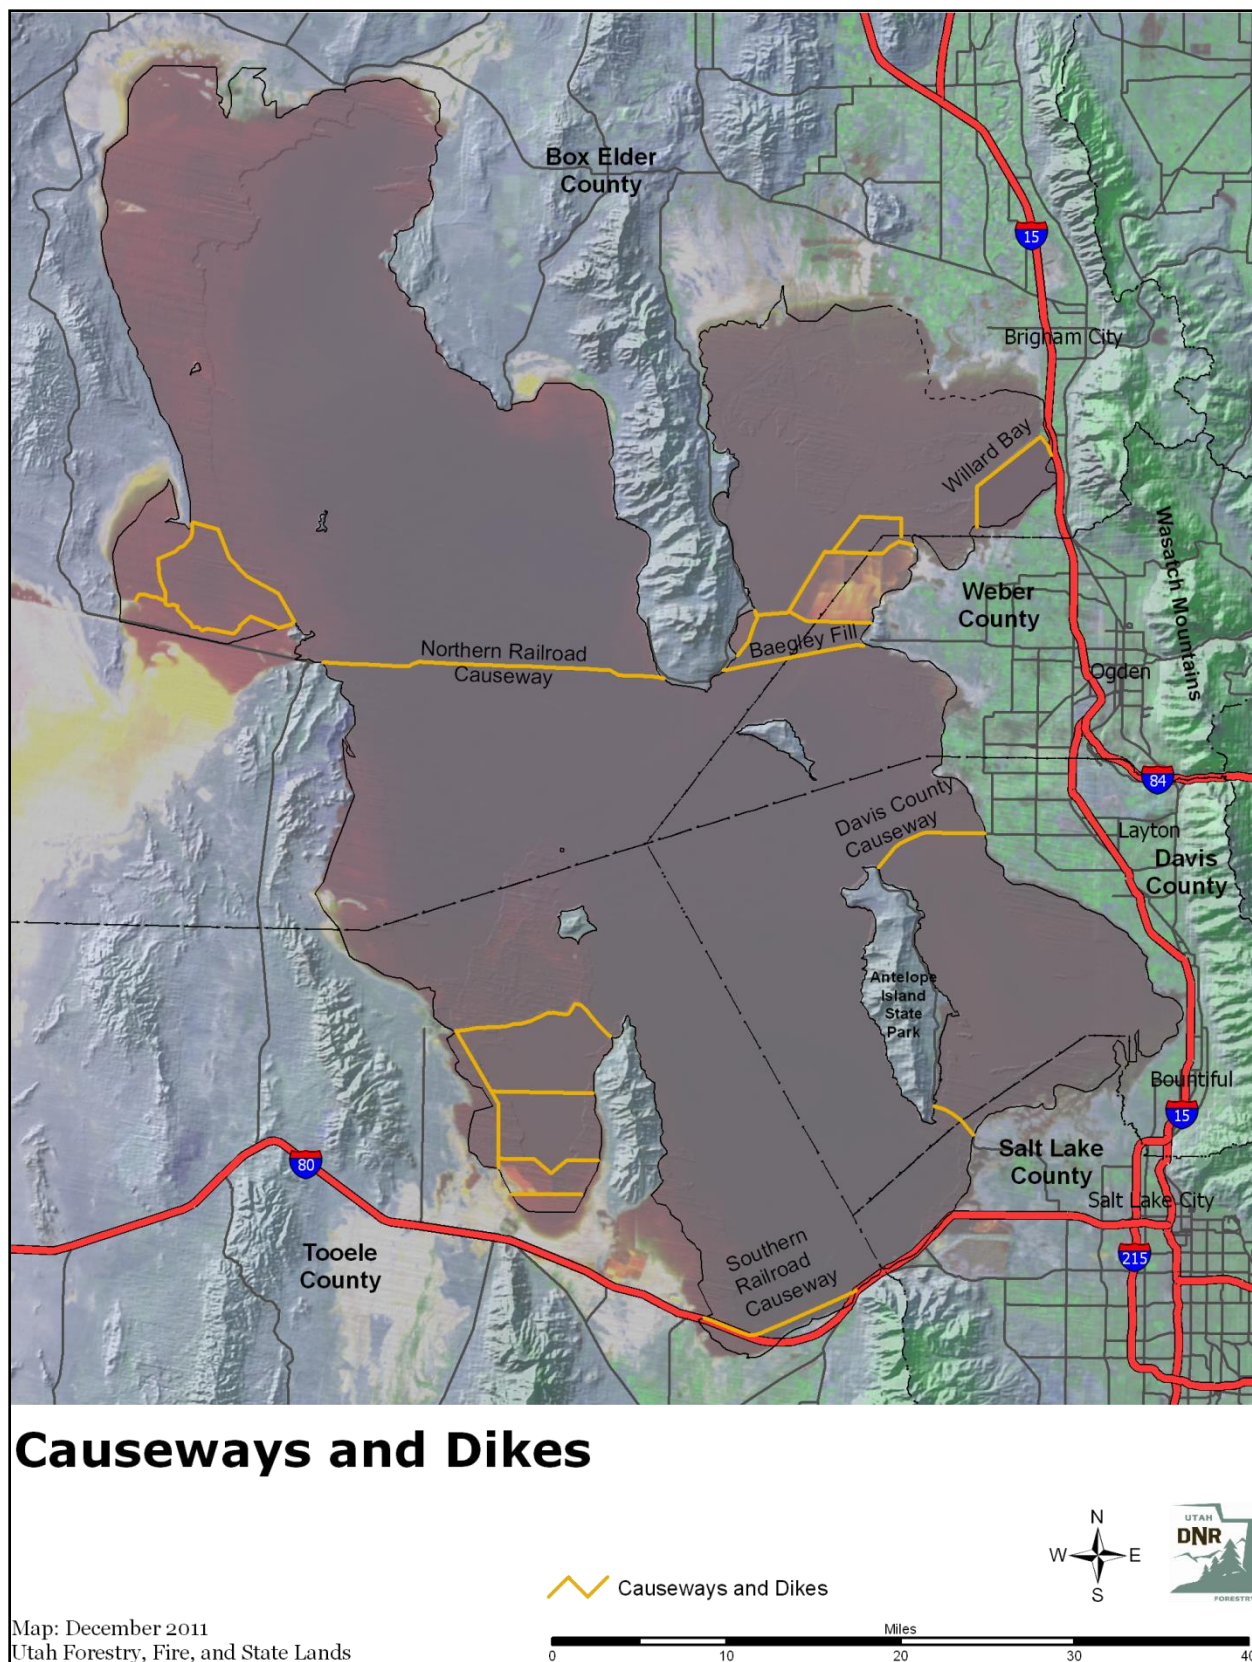 Box Elder
County
15
Brigham City
Willard Bay
Wasatch Mountains
Weber
County
Baegley Fill
Northern Railroad
Causeway
Ogden
84
Davis County
Causeway
Layton
Davis
County
Antelope
Island
State
Park
Bountiful
15
80
Salt Lake
County
Salt Lake City
Tooele
County
Southern
Railroad
Causeway
215
Causeways and Dikes
N
W E
S
UTAH
DNR
FORESTRY
Causeways and Dikes
Map: December 2011
Utah Forestry, Fire, and State Lands
Miles
0 10 20 30 40